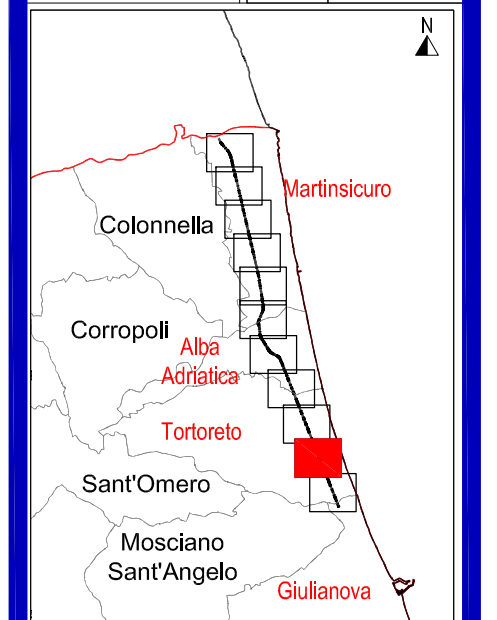 N
Martinsicuro
Colonnella
Corropoli
Alba
Adriatica
Tortoreto
Sant'Omero
Mosciano
Sant'Angelo
Giulianova